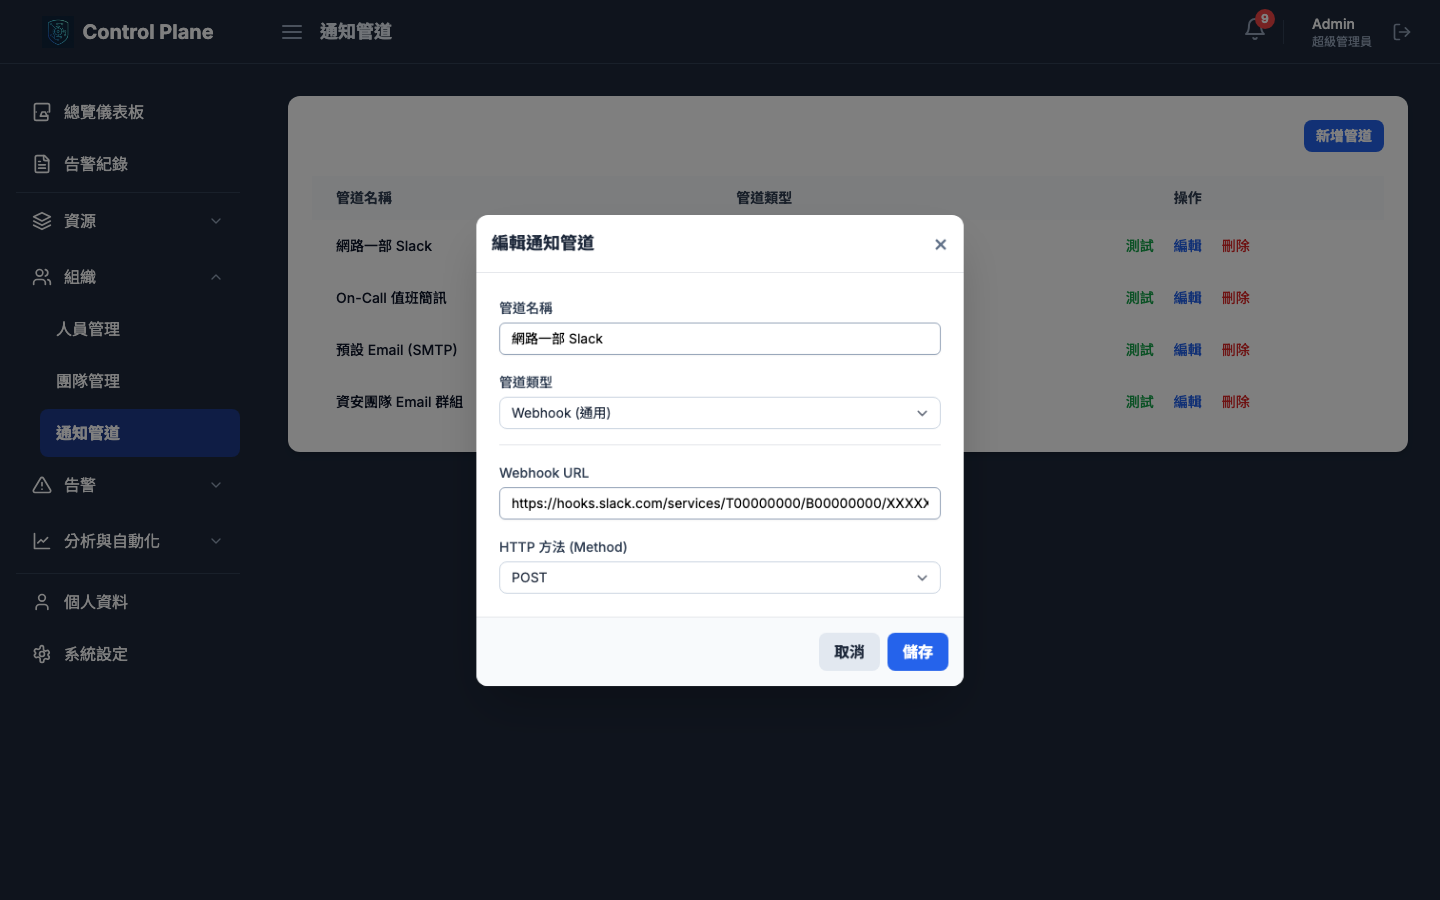 Control Plane
通知管道
9
Admin
超級管理員
總覽儀表板
告警紀錄
資源
組織
人員管理
團隊管理
通知管道
告警
分析與自動化
個人資料
系統設定
新增管道
管道名稱 管道類型 操作
網路一部 Slack 測試 編輯 刪除
On-Call 值班簡訊 測試 編輯 刪除
預設 Email (SMTP) 測試 編輯 刪除
資安團隊 Email 群組 測試 編輯 刪除
編輯通知管道
管道名稱
網路一部 Slack
管道類型
Webhook (通用)
Webhook URL
https://hooks.slack.com/services/T00000000/B00000000/XXXXX
HTTP 方法 (Method)
POST
取消 儲存